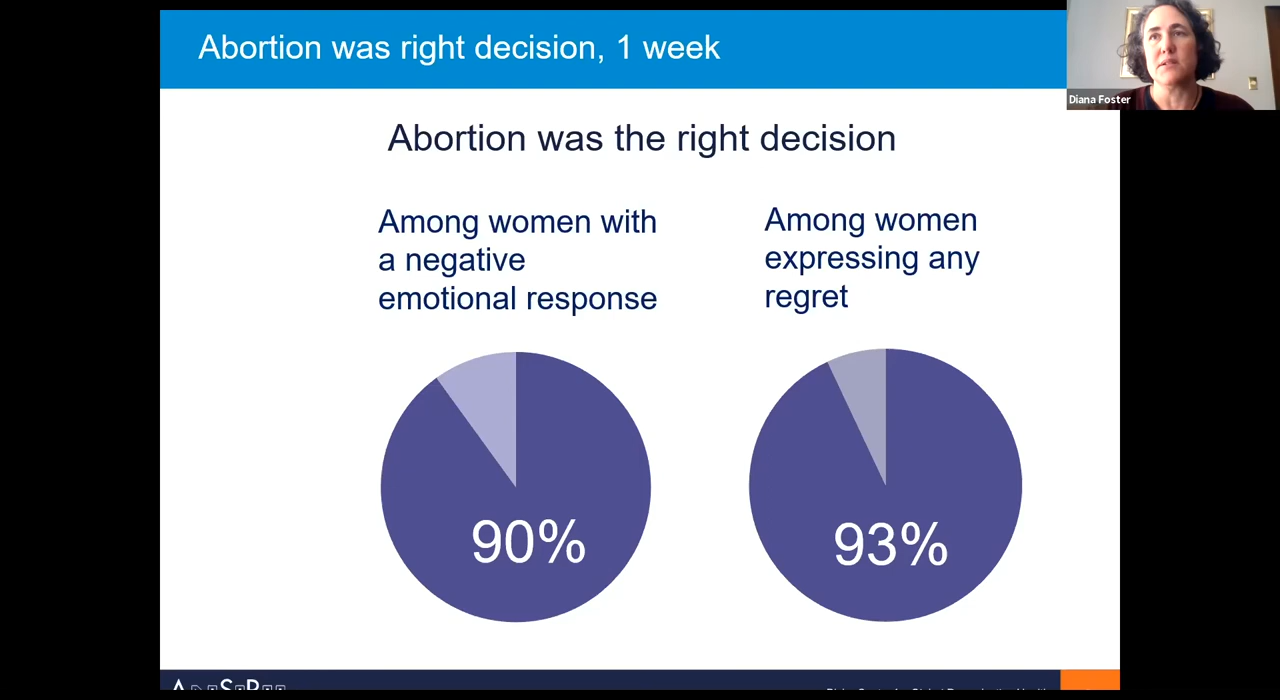 Abortion was right decision, 1 week
Diana Foster
Abortion was the right decision
Among women with
a negative
emotional response
Among women
expressing any
regret
90%
93%